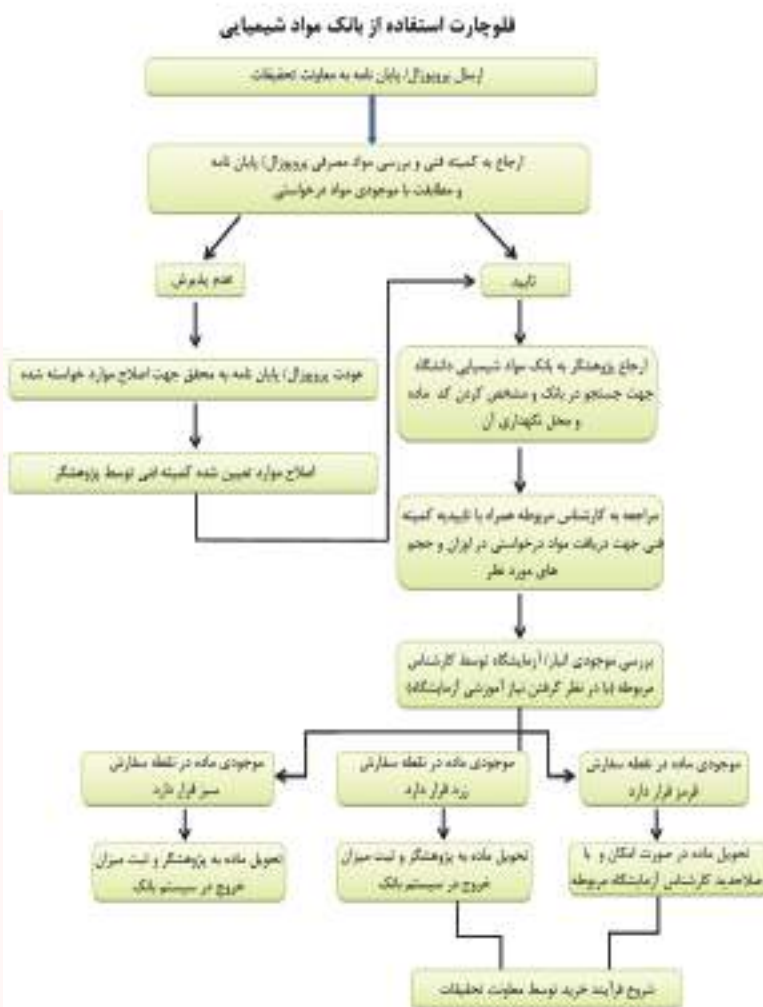 فلوچارت استفاده از بانک مواد شیمیایی
ارسال پروپوزال/ پایان نامه به معاونت تحقیقات
ارجاع به کمیته فنی و بررسی مواد مصرفی پروپوزال/ پایان نامه
و مطابقت با موجودی مواد درخواستی
عدم پذیرش
تایید
عودت پروپوزال/ پایان نامه به محقق جهت اصلاح موارد خواسته شده
اصلاح موارد تعیین شده کمیته فنی توسط پژوهشگر
ارجاع پژوهشگر به بانک مواد شیمیایی دانشگاه
جهت جستجو در بانک و مشخص کردن کد ماده
و محل نگهداری آن
مراجعه به کارشناس مربوطه همراه با تاییدیه کمیته
فنی جهت دریافت مواد درخواستی در اوزان و حجم
های مورد نظر
بررسی موجودی انبار/ آزمایشگاه توسط کارشناس
مربوطه (با در نظر گرفتن نیاز آموزشی آزمایشگاه)
موجودی ماده در نقطه سفارش
قرمز قرار دارد
موجودی ماده در نقطه سفارش
زرد قرار دارد.
موجودی ماده در نقطه سفارش
سبز قرار دارد.
تحویل ماده در صورت امکان و با
صلاحدید کارشناس آزمایشگاه مربوطه
تحویل ماده به پژوهشگر و ثبت میزان
خروج در سیستم بانک
تحویل ماده به پژوهشگر و ثبت میزان
خروج در سیستم بانک
شروع فرآیند خرید توسط معاونت تحقیقات